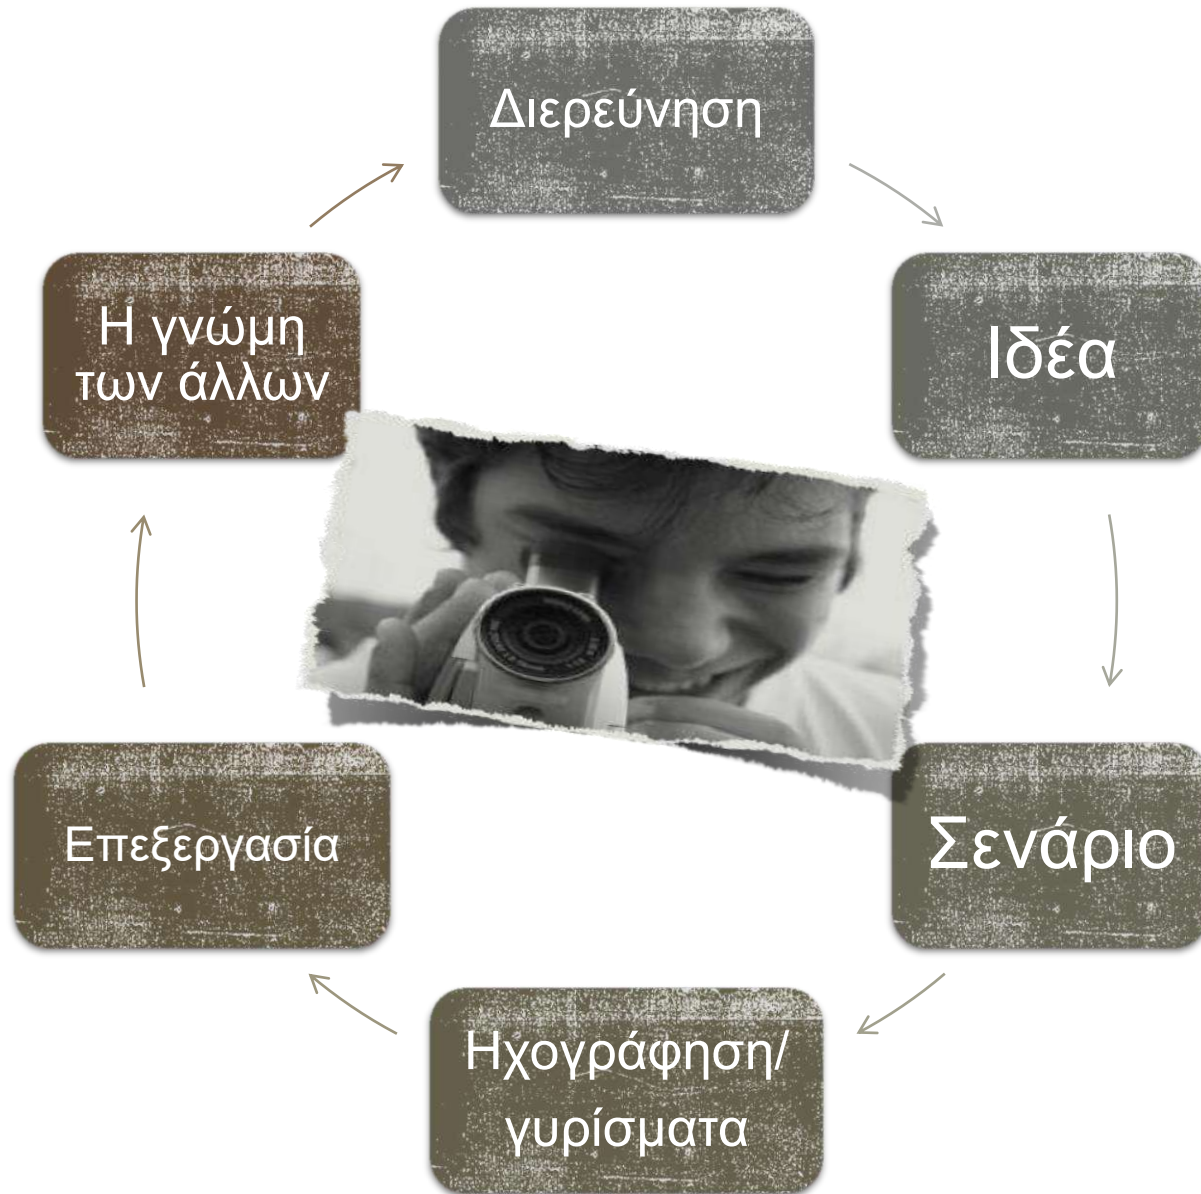 Διερεύνηση
Ιδέα
Σενάριο
Ηχογράφηση/
γυρίσματα
Επεξεργασία
Η γνώμη
των άλλων